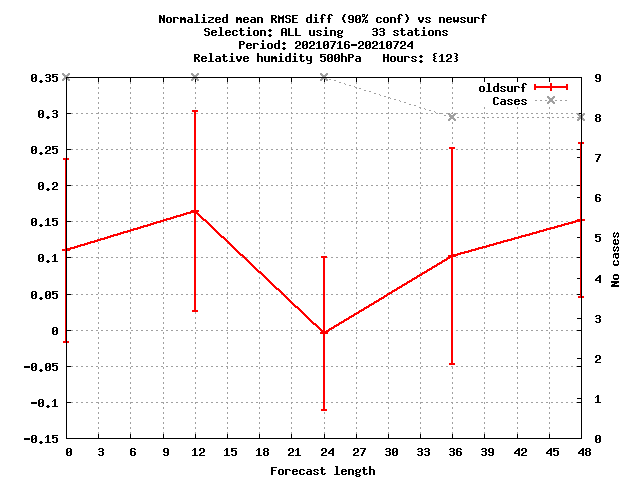 Normalized mean RMSE diff (90% conf) vs newsurf
Selection: ALL using    33 stations
Period: 20210716-20210724
Relative humidity 500hPa   Hours: {12}
oldsurf
Cases
0.35
0.3
0.25
0.2
0.15
0.1
0.05
0
-0.05
-0.1
-0.15
9
8
7
6
5
4
3
2
1
0
No cases
0 3 6 9 12 15 18 21 24 27 30 33 36 39 42 45 48
Forecast length